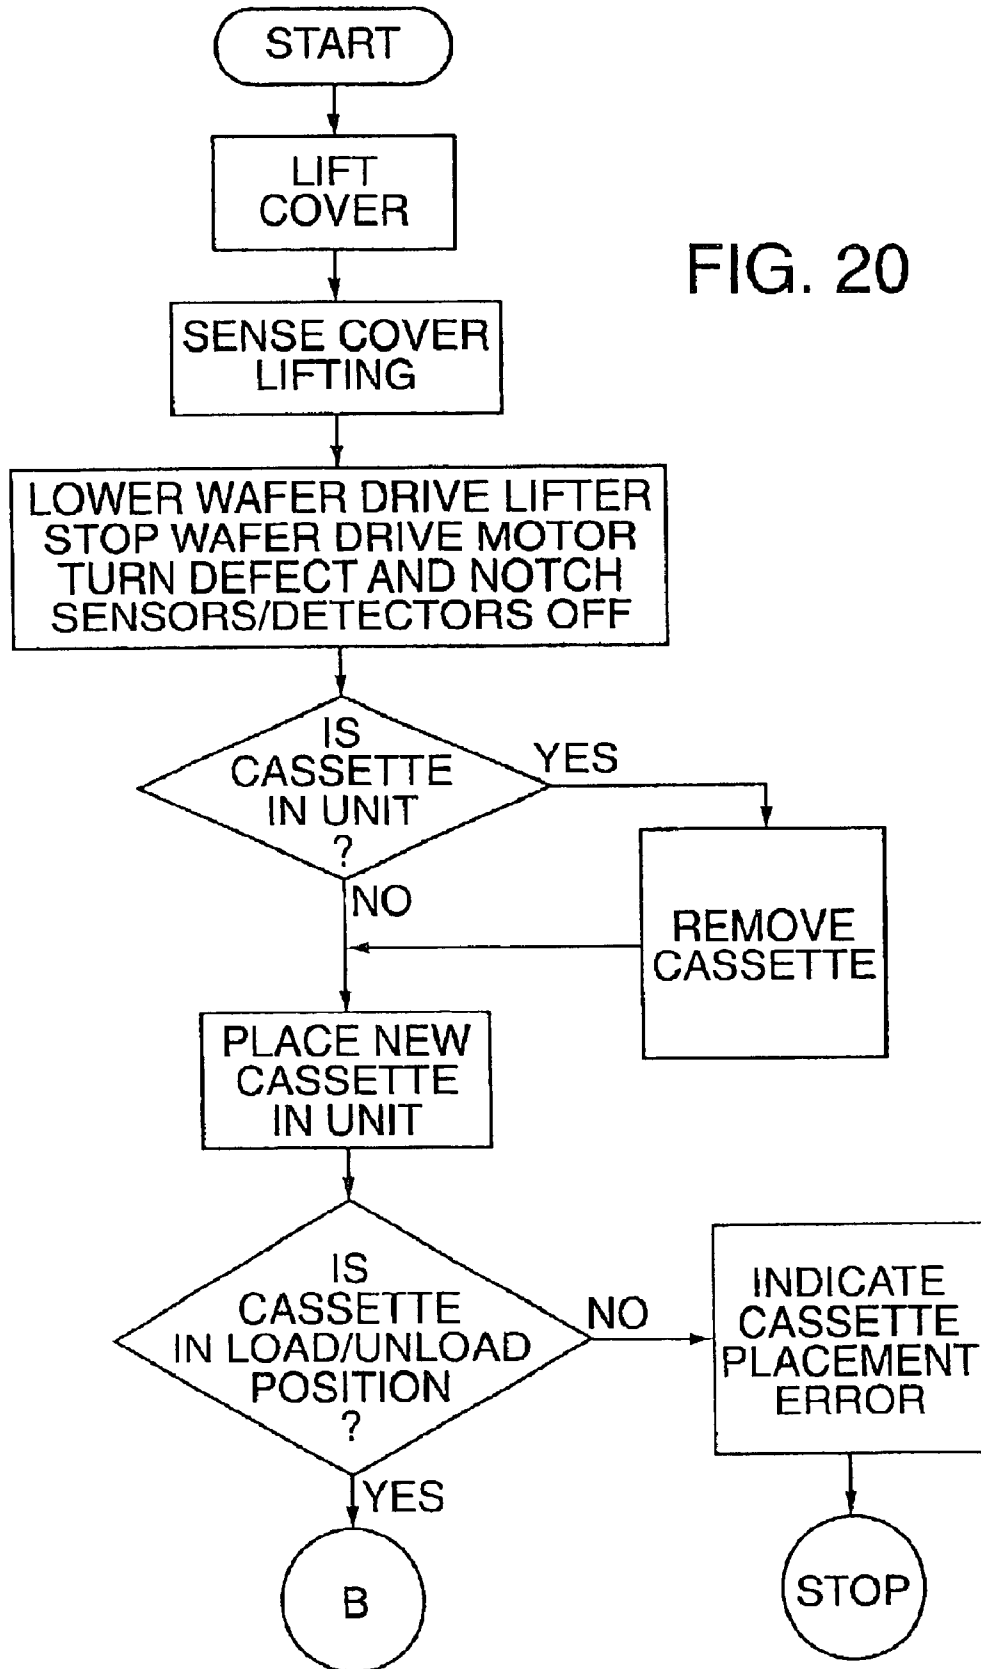 START
LIFT
COVER
FIG. 20
SENSE COVER
LIFTING
LOWER WAFER DRIVE LIFTER
STOP WAFER DRIVE MOTOR
TURN DEFECT AND NOTCH
SENSORS/DETECTORS OFF
IS
CASSETTE
IN UNIT
?
YES
NO
REMOVE
CASSETTE
PLACE NEW
CASSETTE
IN UNIT
IS
CASSETTE
IN LOAD/UNLOAD
POSITION
?
NO
INDICATE
CASSETTE
PLACEMENT
ERROR
YES
B
STOP